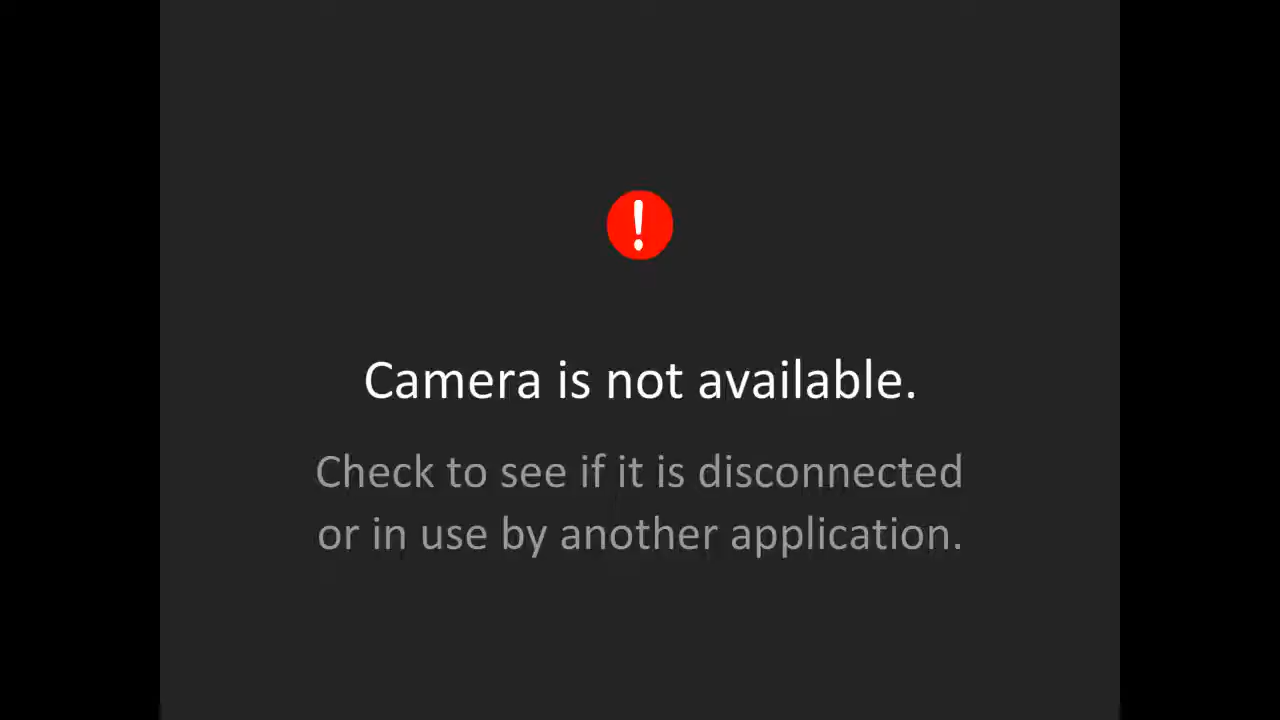 Camera is not available.
Check to see if it is disconnected
or in use by another application.